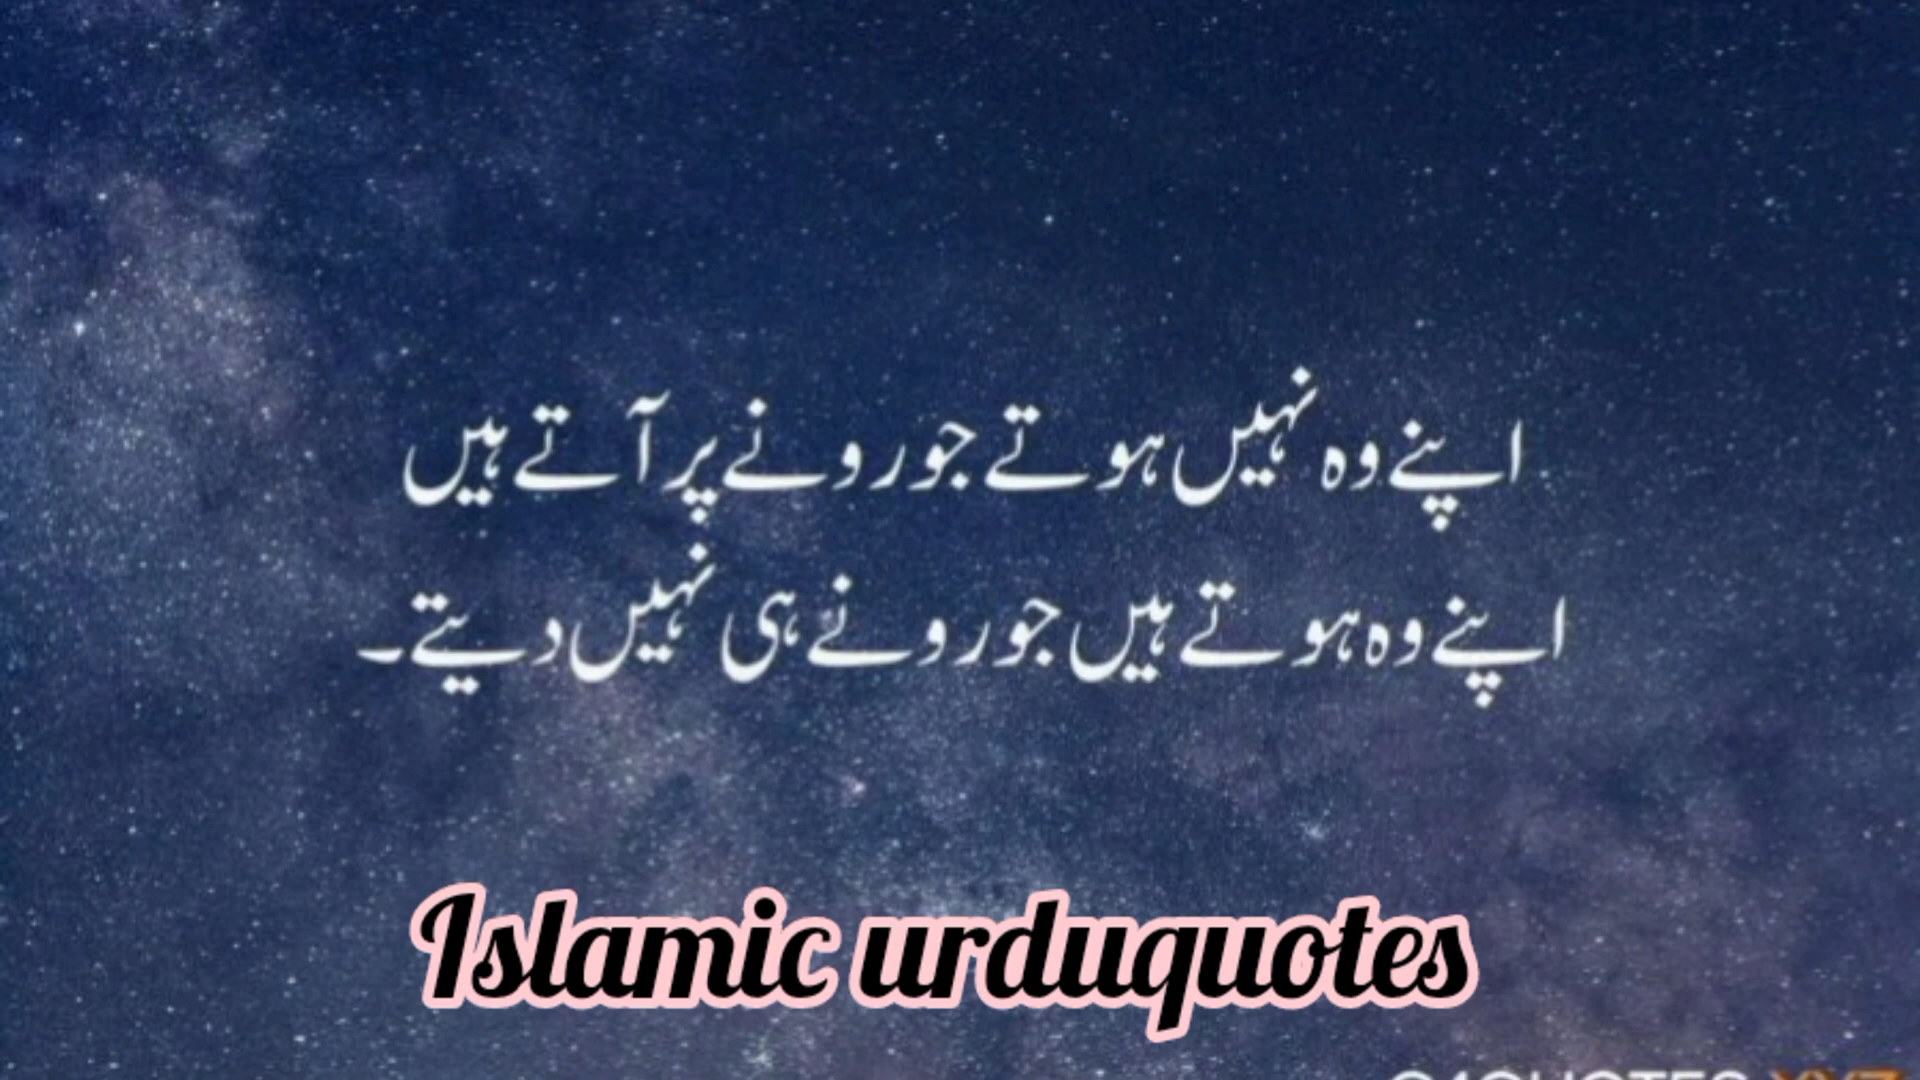 اپنے وہ نہیں ہوتے جو رونے پر آتے ہیں
اپنے وہ ہوتے ہیں جو رونے ہی نہیں دیتے۔
Islamic urduquotes